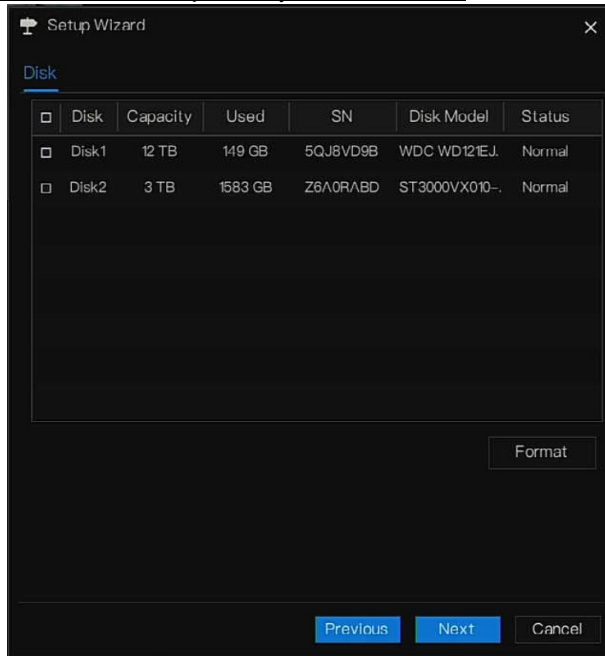 Setup Wizard
Disk
Disk Capacity Used SN Disk Model Status
Disk1 12 TB 149 GB 5QJ8VD9B WDC WD121EJ. Normal
Disk2 3 TB 1583 GB Z6A0RABD ST3000VX010-. Normal
Format
Previous Next Cancel